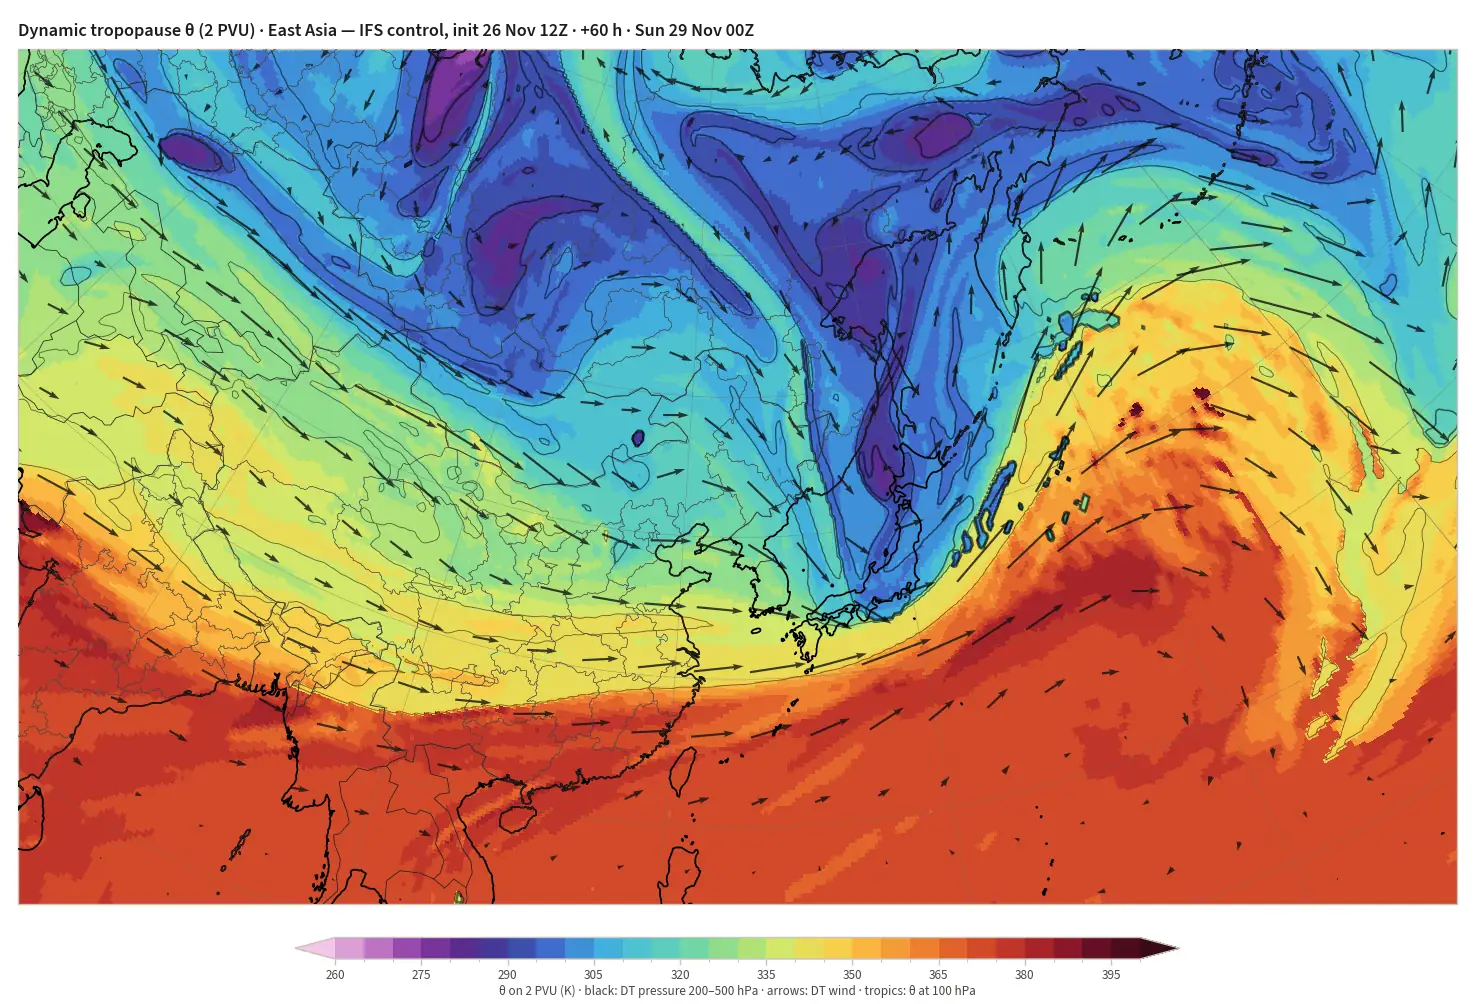 Dynamic tropopause θ (2 PVU) · East Asia — IFS control, init 26 Nov 12Z · +60 h · Sun 29 Nov 00Z
260 275 290 305 320 335 350 365 380 395
θ on 2 PVU (K) · black: DT pressure 200–500 hPa · arrows: DT wind · tropics: θ at 100 hPa